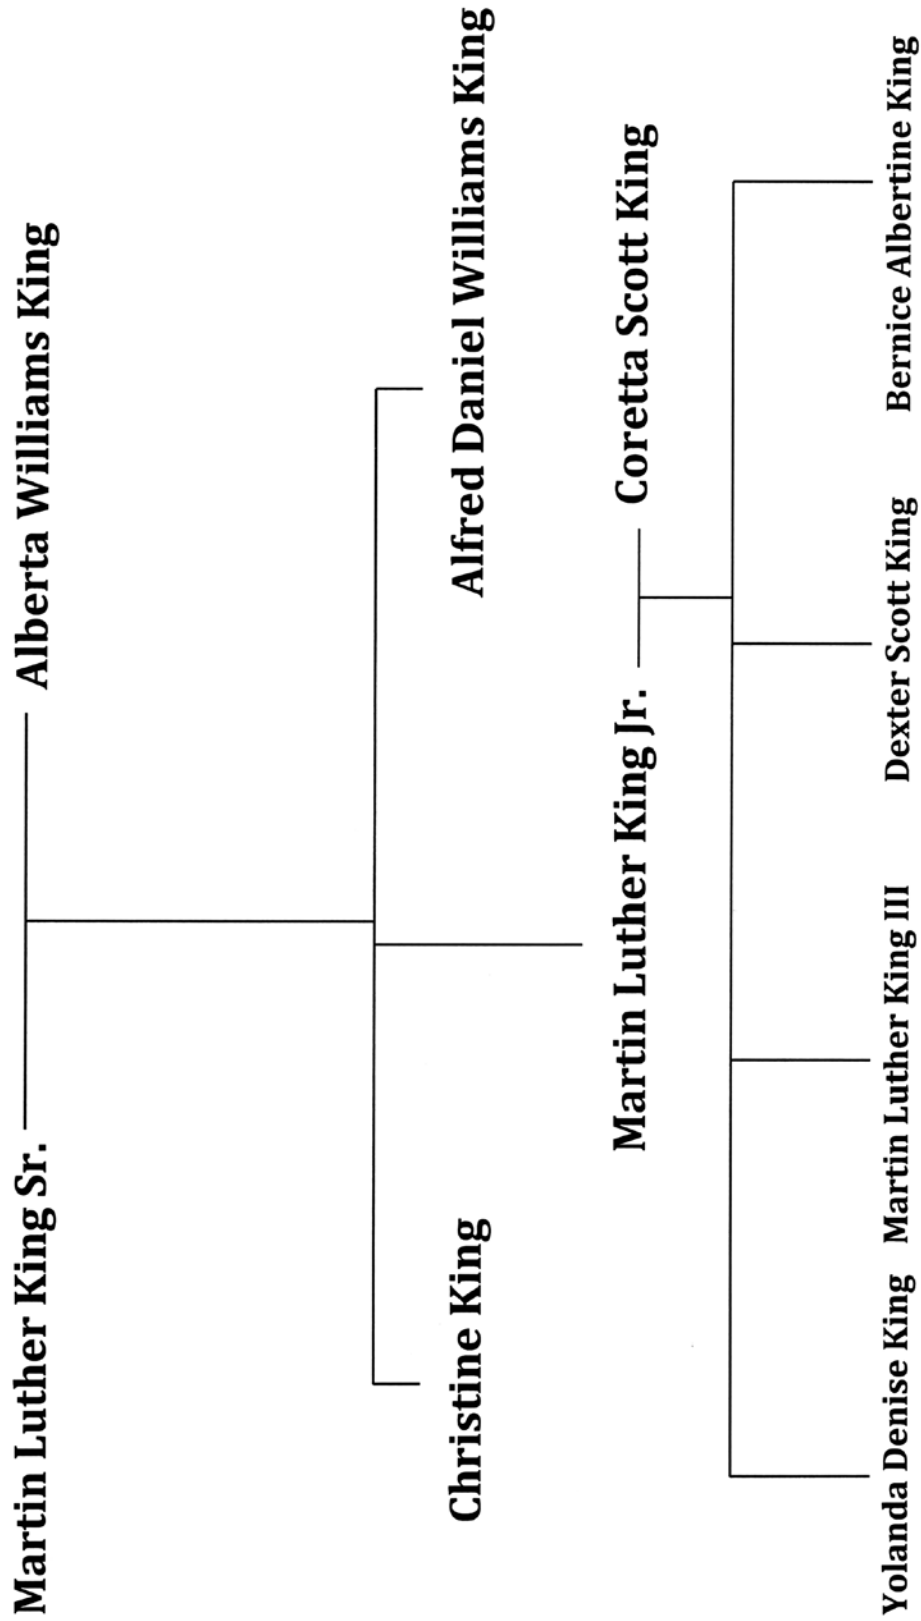 Martin Luther King Sr. Alberta Williams King
Christine King Alfred Daniel Williams King
Martin Luther King Jr. Coretta Scott King
Yolanda Denise King Martin Luther King III Dexter Scott King Bernice Albertine King